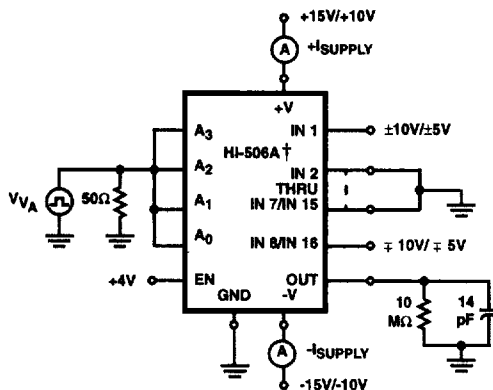 +15V/+10V
A
+ISUPPLY
+V
A3
HI-506A†
IN 1
±10V/±5V
A2
IN 2
THRU
VVA
50Ω
A1
IN 7/IN 15
A0
IN 8/IN 16
∓ 10V/∓ 5V
+4V
EN
OUT
GND
-V
10
MΩ
14
pF
A
-ISUPPLY
-15V/-10V